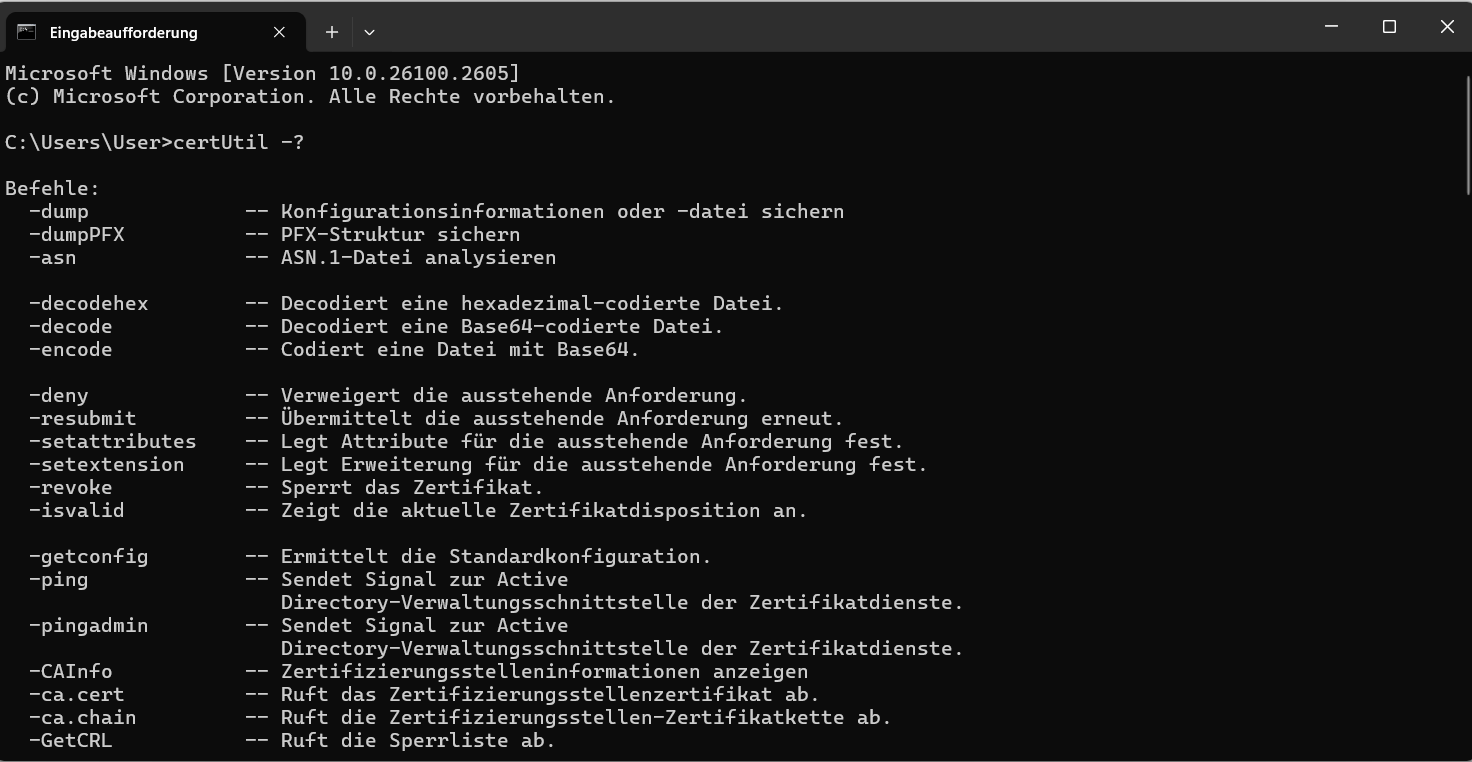 Eingabeaufforderung
Microsoft Windows [Version 10.0.26100.2605]
(c) Microsoft Corporation. Alle Rechte vorbehalten.
C:\Users\User>certUtil -?
Befehle:
  -dump             -- Konfigurationsinformationen oder -datei sichern
  -dumpPFX          -- PFX-Struktur sichern
  -asn              -- ASN.1-Datei analysieren
  -decodehex        -- Decodiert eine hexadezimal-codierte Datei.
  -decode           -- Decodiert eine Base64-codierte Datei.
  -encode           -- Codiert eine Datei mit Base64.
  -deny             -- Verweigert die ausstehende Anforderung.
  -resubmit         -- Übermittelt die ausstehende Anforderung erneut.
  -setattributes    -- Legt Attribute für die ausstehende Anforderung fest.
  -setextension     -- Legt Erweiterung für die ausstehende Anforderung fest.
  -revoke           -- Sperrt das Zertifikat.
  -isvalid          -- Zeigt die aktuelle Zertifikatdisposition an.
  -getconfig        -- Ermittelt die Standardkonfiguration.
  -ping             -- Sendet Signal zur Active
                       Directory-Verwaltungsschnittstelle der Zertifikatdienste.
  -pingadmin        -- Sendet Signal zur Active
                       Directory-Verwaltungsschnittstelle der Zertifikatdienste.
  -CAInfo           -- Zertifizierungsstelleninformationen anzeigen
  -ca.cert          -- Ruft das Zertifizierungsstellenzertifikat ab.
  -ca.chain         -- Ruft die Zertifizierungsstellen-Zertifikatkette ab.
  -GetCRL           -- Ruft die Sperrliste ab.